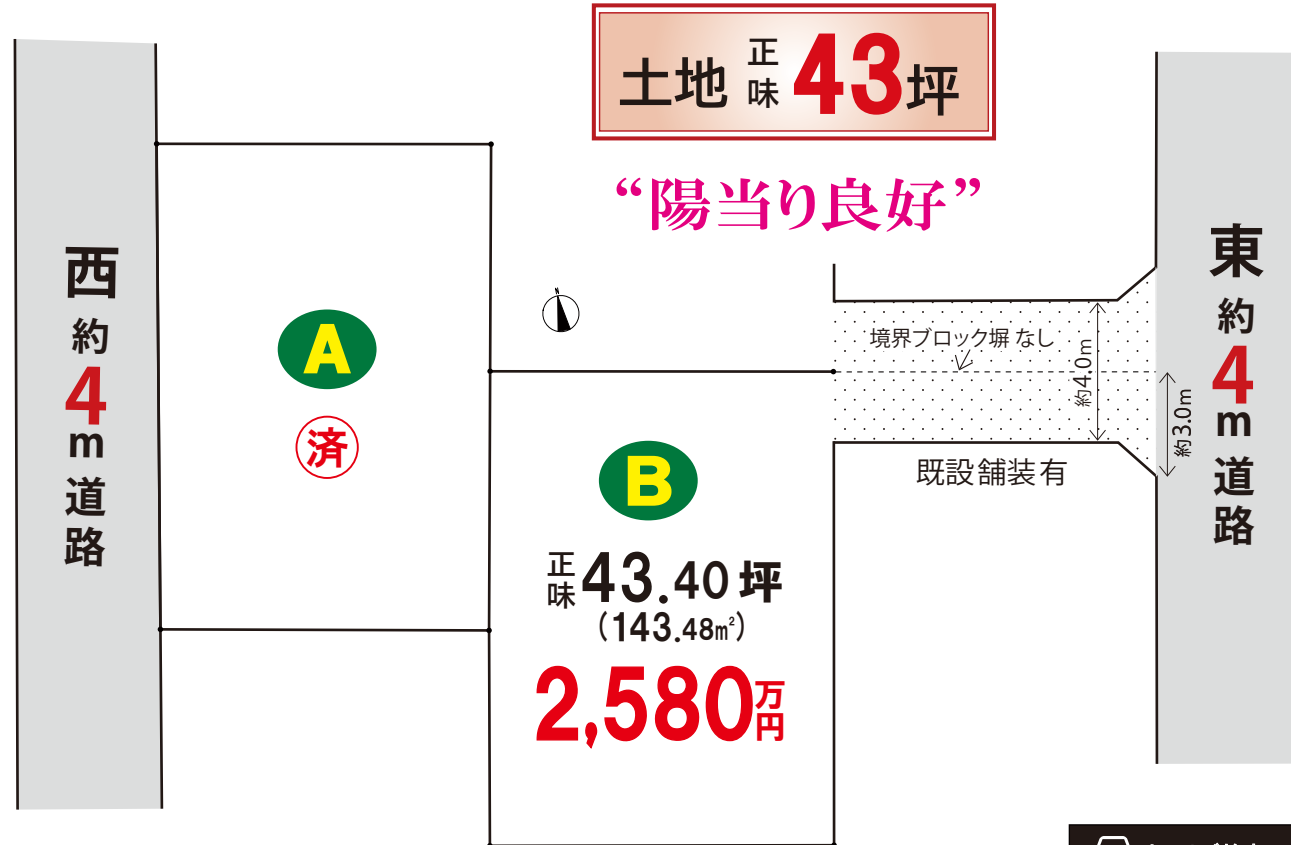 土地 正味 43坪
“陽当り良好”
西 約4m道路
東 約4m道路
N
A
済
境界ブロック塀 なし
約4.0m
約3.0m
既設舗装有
B
正味 43.40坪
(143.48㎡)
2,580万円